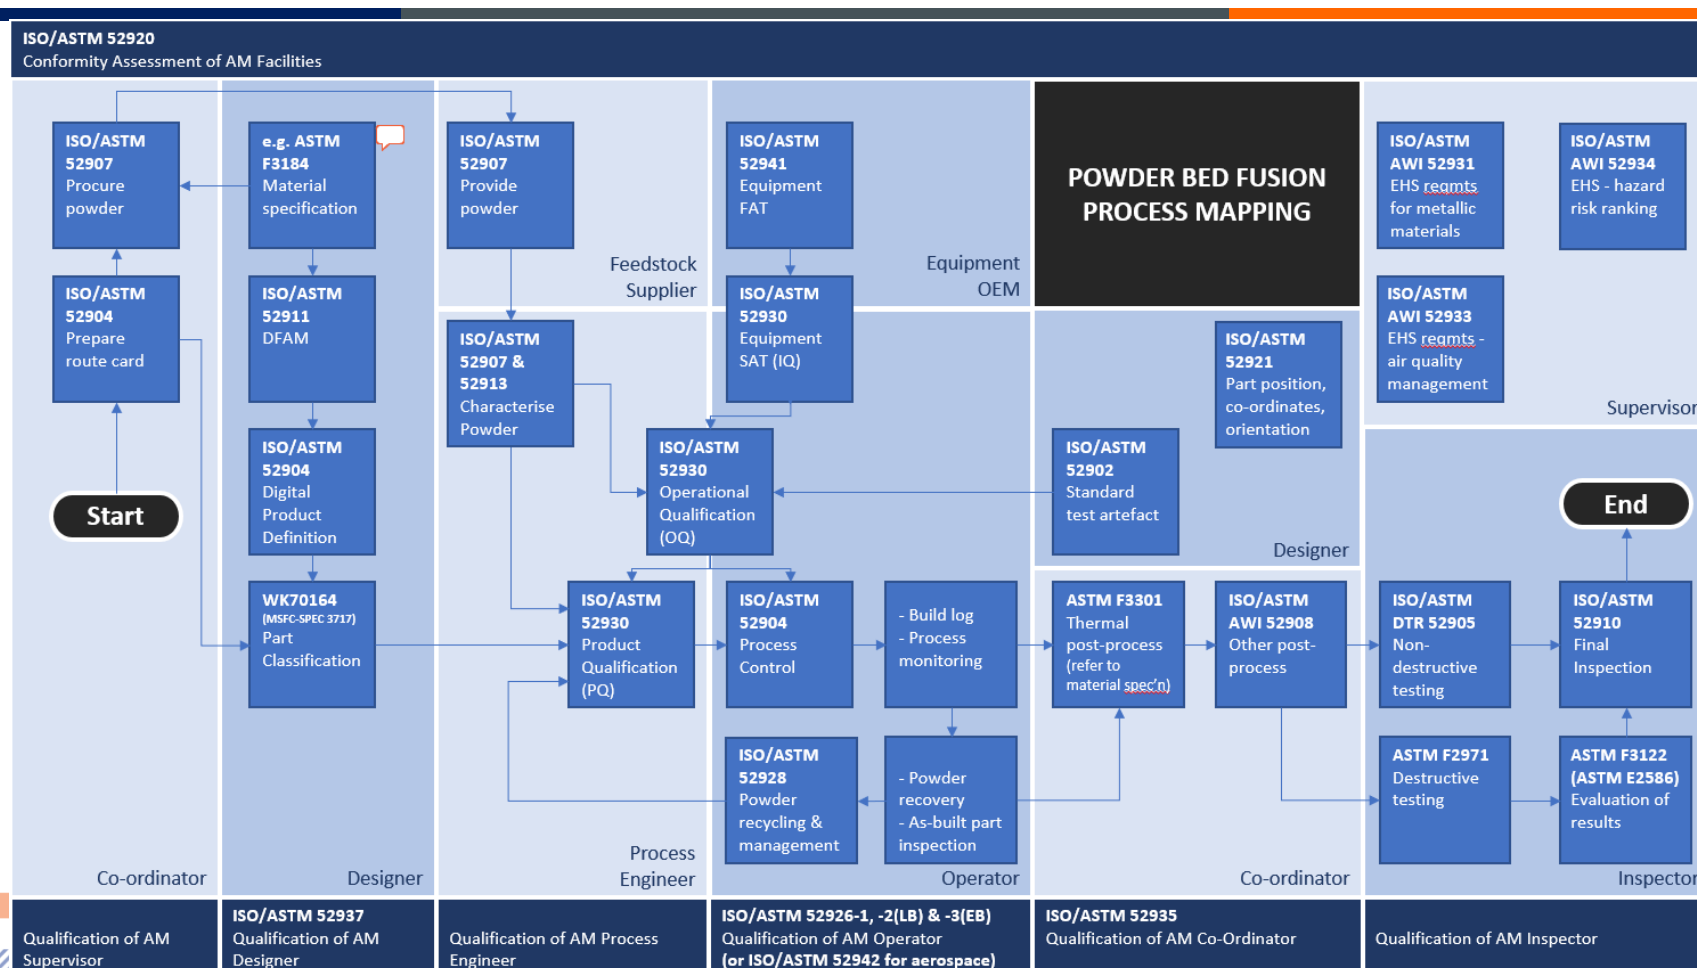 ISO/ASTM 52920
Conformity Assessment of AM Facilities
ISO/ASTM
52907
Procure
powder
ISO/ASTM
52904
Prepare
route card
Start
Co-ordinator
e.g. ASTM
F3184
Material
specification
ISO/ASTM
52911
DFAM
ISO/ASTM
52904
Digital
Product
Definition
WK70164
(MSFC-SPEC 3717)
Part
Classification
Designer
ISO/ASTM
52907
Provide
powder
Feedstock
Supplier
ISO/ASTM
52907 &
52913
Characterise
Powder
ISO/ASTM
52930
Product
Qualification
(PQ)
Process
Engineer
ISO/ASTM
52941
Equipment
FAT
Equipment
OEM
ISO/ASTM
52930
Equipment
SAT (IQ)
ISO/ASTM
52930
Operational
Qualification
(OQ)
ISO/ASTM
52904
Process
Control
- Build log
- Process
monitoring
ISO/ASTM
52928
Powder
recycling &
management
- Powder
recovery
- As-built part
inspection
Operator
POWDER BED FUSION
PROCESS MAPPING
ISO/ASTM
52921
Part position,
co-ordinates,
orientation
ISO/ASTM
52902
Standard
test artefact
Designer
ASTM F3301
Thermal
post-process
(refer to
material spec'n)
ISO/ASTM
AWI 52908
Other post-
process
Co-ordinator
ISO/ASTM
AWI 52931
EHS reqmts
for metallic
materials
ISO/ASTM
AWI 52934
EHS - hazard
risk ranking
ISO/ASTM
AWI 52933
EHS reqmts -
air quality
management
Supervisor
End
ISO/ASTM
DTR 52905
Non-
destructive
testing
ISO/ASTM
52910
Final
Inspection
ASTM F2971
Destructive
testing
ASTM F3122
(ASTM E2586)
Evaluation of
results
Inspector
Qualification of AM
Supervisor
ISO/ASTM 52937
Qualification of AM
Designer
Qualification of AM Process
Engineer
ISO/ASTM 52926-1, -2(LB) & -3(EB)
Qualification of AM Operator
(or ISO/ASTM 52942 for aerospace)
ISO/ASTM 52935
Qualification of AM Co-Ordinator
Qualification of AM Inspector